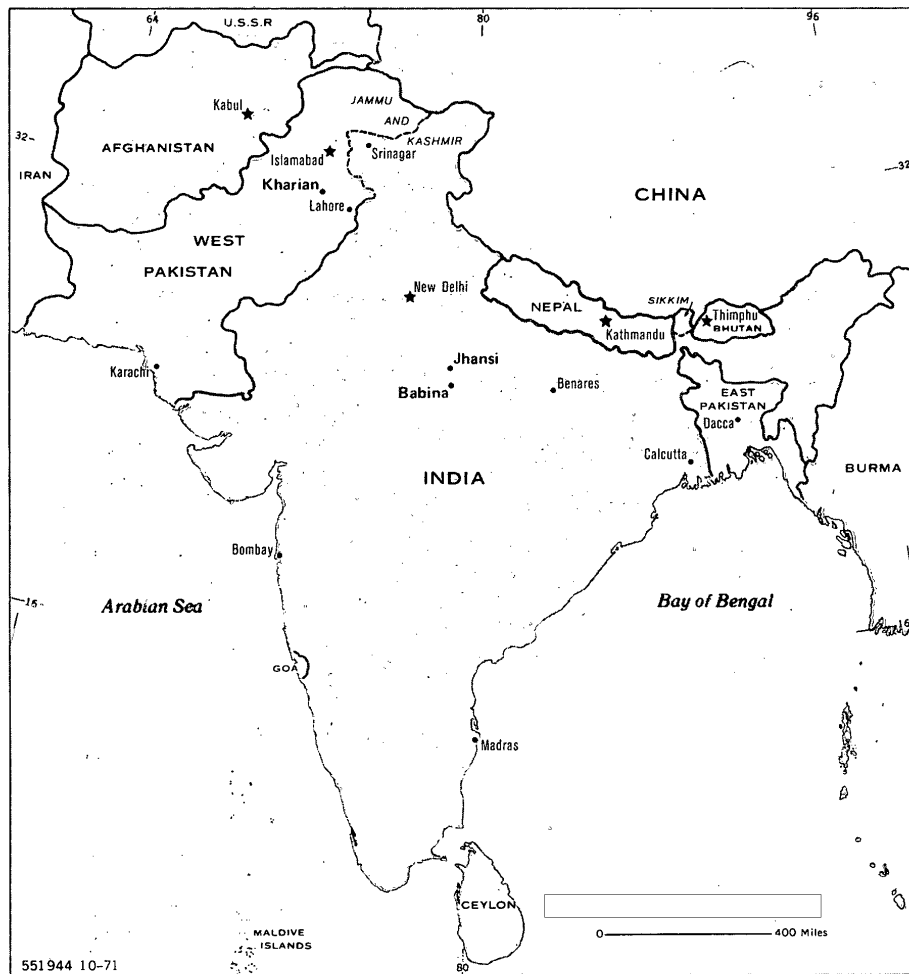 64
80
96
U.S.S.R
Kabul
JAMMU
AND
KASHMIR
32
AFGHANISTAN
Islamabad
Srinagar
IRAN
32
Kharian
CHINA
Lahore
WEST
PAKISTAN
New Delhi
NEPAL
SIKKIM
Thimphu
BHUTAN
Kathmandu
Karachi
Jhansi
Babina
Benares
EAST
PAKISTAN
Dacca
Calcutta
INDIA
BURMA
Bombay
16
Arabian Sea
Bay of Bengal
16
GOA
Madras
CEYLON
0 400 Miles
MALDIVE
ISLANDS
551944 10-71
80